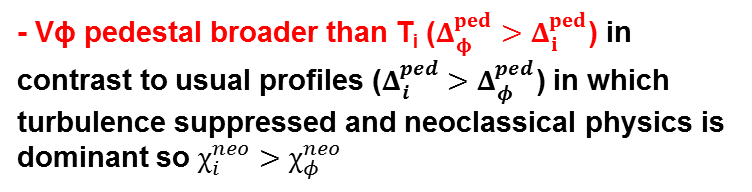 - Vϕ pedestal broader than Tᵢ (Δ_ϕ^ped > Δ_i^ped) in
contrast to usual profiles (Δ_i^ped > Δ_ϕ^ped) in which
turbulence suppressed and neoclassical physics is
dominant so χ_i^neo > χ_ϕ^neo